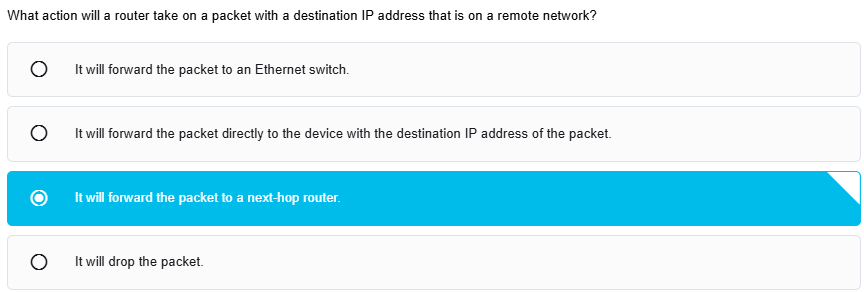 What action will a router take on a packet with a destination IP address that is on a remote network?
It will forward the packet to an Ethernet switch.
It will forward the packet directly to the device with the destination IP address of the packet.
It will forward the packet to a next-hop router.
It will drop the packet.